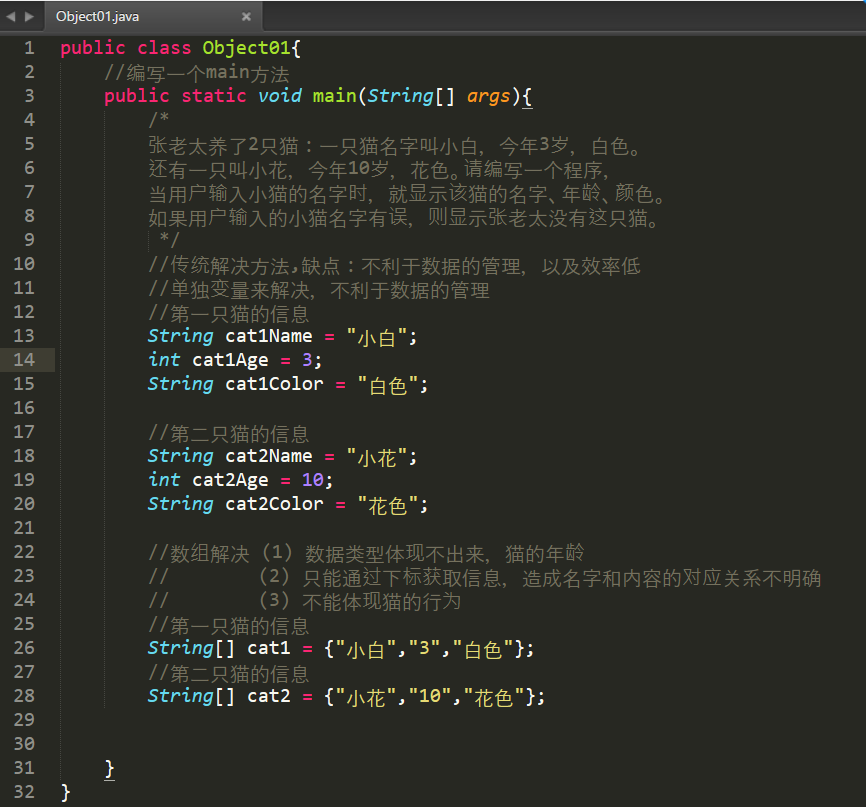 Object01.java
1 public class Object01{
2 //编写一个main方法
3 public static void main(String[] args){
4 /*
5 张老太养了2只猫：一只猫名字叫小白，今年3岁，白色。
6 还有一只叫小花，今年10岁，花色。请编写一个程序，
7 当用户输入小猫的名字时，就显示该猫的名字、年龄、颜色。
8 如果用户输入的小猫名字有误，则显示张老太没有这只猫。
9 */
10 //传统解决方法,缺点：不利于数据的管理，以及效率低
11 //单独变量来解决，不利于数据的管理
12 //第一只猫的信息
13 String cat1Name = "小白";
14 int cat1Age = 3;
15 String cat1Color = "白色";
16
17 //第二只猫的信息
18 String cat2Name = "小花";
19 int cat2Age = 10;
20 String cat2Color = "花色";
21
22 //数组解决（1）数据类型体现不出来，猫的年龄
23 // （2）只能通过下标获取信息，造成名字和内容的对应关系不明确
24 // （3）不能体现猫的行为
25 //第一只猫的信息
26 String[] cat1 = {"小白","3","白色"};
27 //第二只猫的信息
28 String[] cat2 = {"小花","10","花色"};
29
30
31 }
32 }